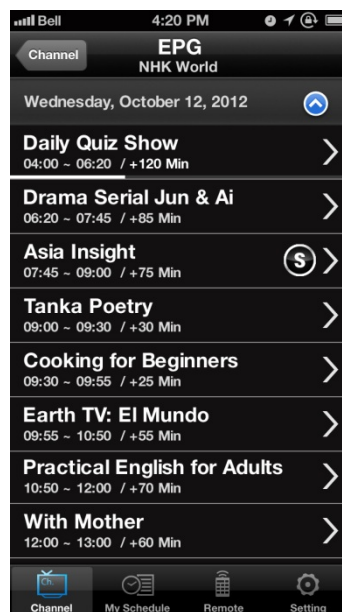 Bell 4:20 PM
Channel
EPG
NHK World
Wednesday, October 12, 2012
Daily Quiz Show
04:00 ~ 06:20 / +120 Min
Drama Serial Jun & Ai
06:20 ~ 07:45 / +85 Min
Asia Insight
07:45 ~ 09:00 / +75 Min
S
Tanka Poetry
09:00 ~ 09:30 / +30 Min
Cooking for Beginners
09:30 ~ 09:55 / +25 Min
Earth TV: El Mundo
09:55 ~ 10:50 / +55 Min
Practical English for Adults
10:50 ~ 12:00 / +70 Min
With Mother
12:00 ~ 13:00 / +60 Min
Ch.
Channel My Schedule Remote Setting